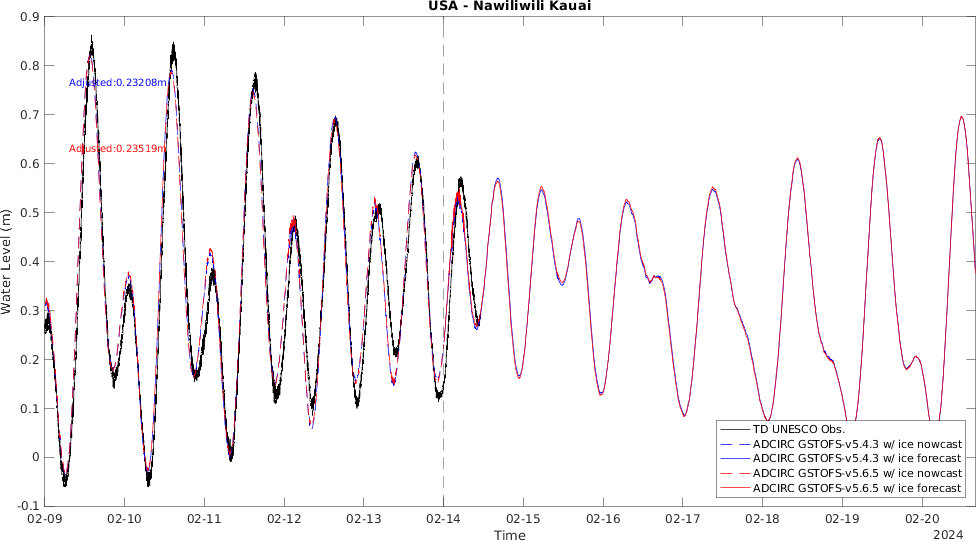 USA - Nawiliwili Kauai
0.9
0.8
Adjusted:0.23208m
0.7
Adjusted:0.23519m
0.6
0.5
0.4
0.3
0.2
0.1
0
-0.1
Water Level (m)
TD UNESCO Obs.
ADCIRC GSTOFS-v5.4.3 w/ ice nowcast
ADCIRC GSTOFS-v5.4.3 w/ ice forecast
ADCIRC GSTOFS-v5.6.5 w/ ice nowcast
ADCIRC GSTOFS-v5.6.5 w/ ice forecast
02-09 02-10 02-11 02-12 02-13 02-14 02-15 02-16 02-17 02-18 02-19 02-20
Time
2024